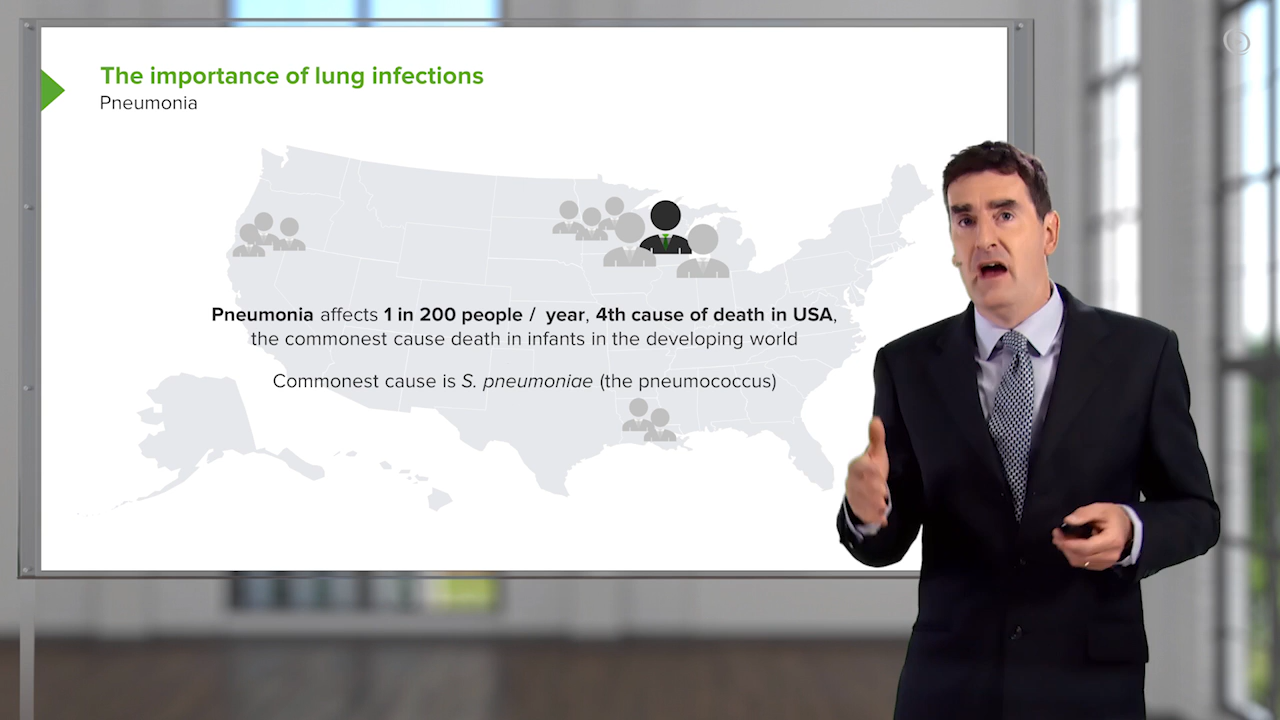 The importance of lung infections
Pneumonia
Pneumonia affects 1 in 200 people / year, 4th cause of death in USA,
the commonest cause death in infants in the developing world
Commonest cause is S. pneumoniae (the pneumococcus)